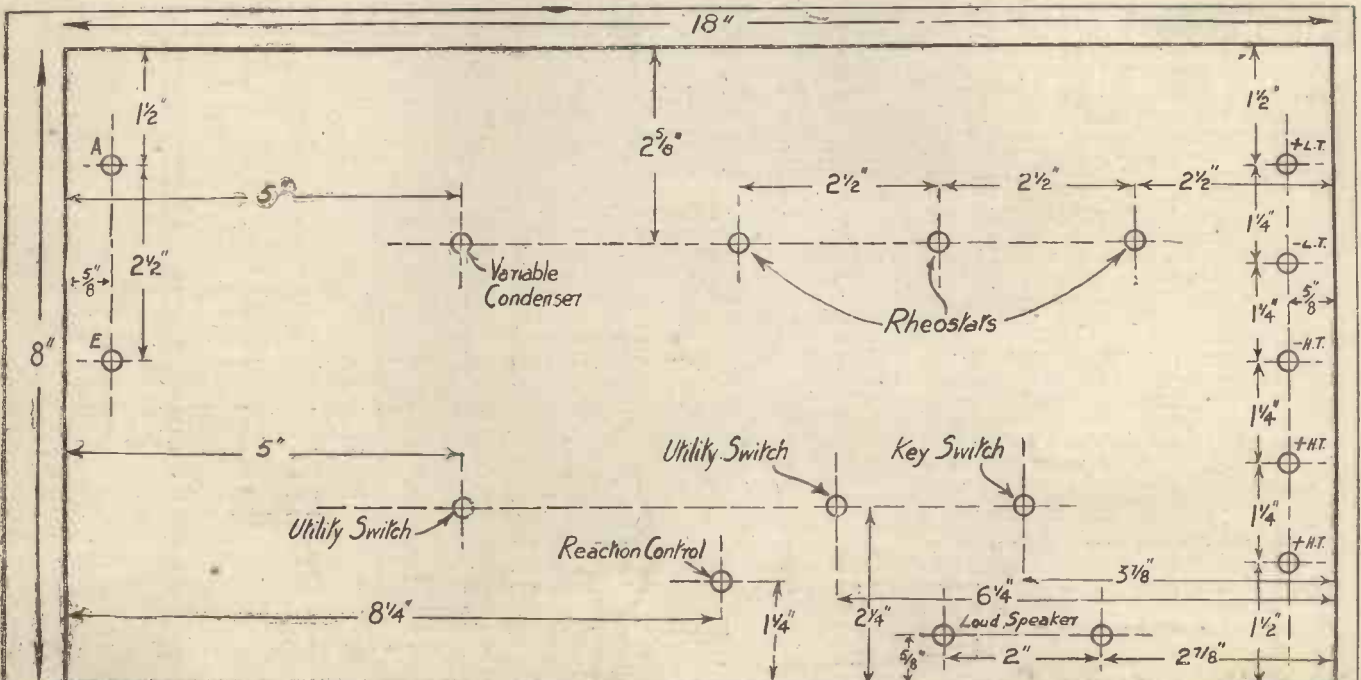 18"
1½"
2⅝"
1½"
A
+L.T.
2½" 2½" 2½"
5"
1¼"
2½"
-L.T.
Variable
Condenser
⅝"
⅝"
1¼"
Rheostats
-H.T.
E
8"
1¼"
5"
Utility Switch
Key Switch
+H.T.
1¼"
Utility Switch
Reaction Control
+H.T.
3⅞"
6¼"
8¼"
1¼"
2¼"
Loud Speaker
1½"
⅝"
2"
2⅞"